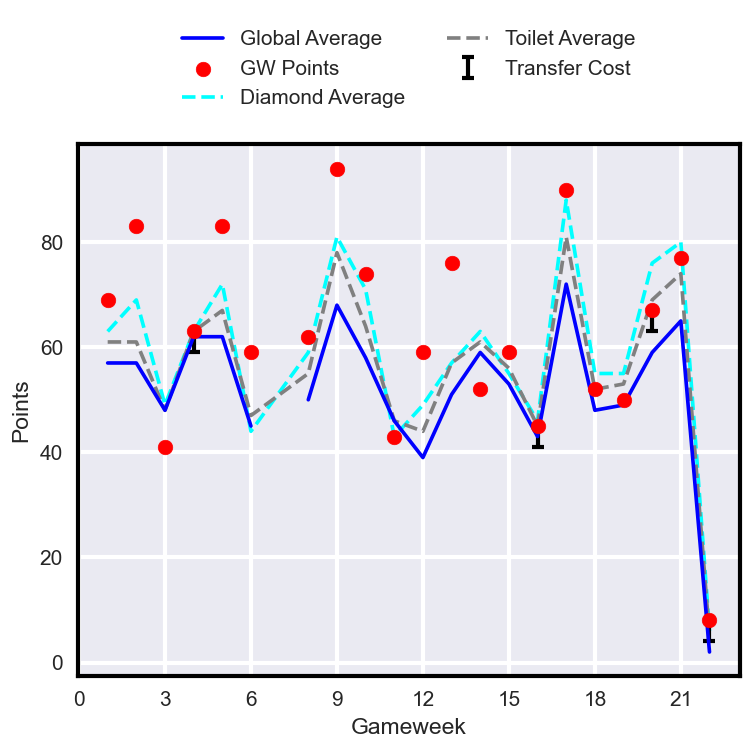 Global Average
GW Points
Diamond Average
Toilet Average
Transfer Cost
80
60
40
20
0
Points
0 3 6 9 12 15 18 21
Gameweek